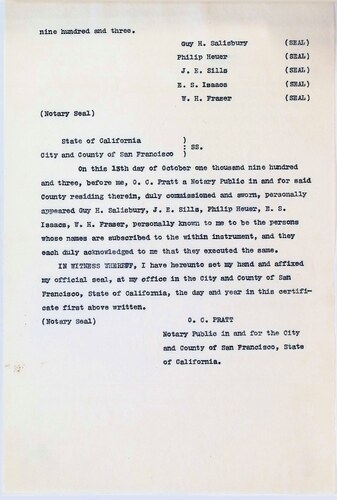 nine hundred and three.
Guy H. Salisbury (SEAL)
Philip Heuer (SEAL)
J. E. Sills (SEAL)
E. S. Isaacs (SEAL)
W. H. Fraser (SEAL)
(Notary Seal)
State of California )
: SS.
City and County of San Francisco )
On this 13th day of October one thousand nine hundred
and three, before me, O. C. Pratt a Notary Public in and for said
County residing therein, duly commissioned and sworn, personally
appeared Guy H. Salisbury, J. E. Sills, Philip Heuer, E. S.
Isaacs, W. H. Fraser, personally known to me to be the persons
whose names are subscribed to the within instrument, and they
each duly acknowledged to me that they executed the same.
IN WITNESS WHEREOF, I have hereunto set my hand and affixed
my official seal, at my office in the City and County of San
Francisco, State of California, the day and year in this certifi-
cate first above written.
(Notary Seal) O. C. PRATT
Notary Public in and for the City
and County of San Francisco, State
of California.